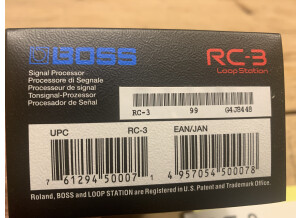 BOSS
RC-3
Loop Station
Signal Processor
Processore di Segnale
Processeur de signal
Tonsignal-Prozessor
Procesador de Señal
RC-3 99 G4J8448
UPC RC-3 EAN/JAN
7 61294 50007 1 4 957054 500078
Roland, BOSS and LOOP STATION are Registered in U.S. Patent and Trademark Office.